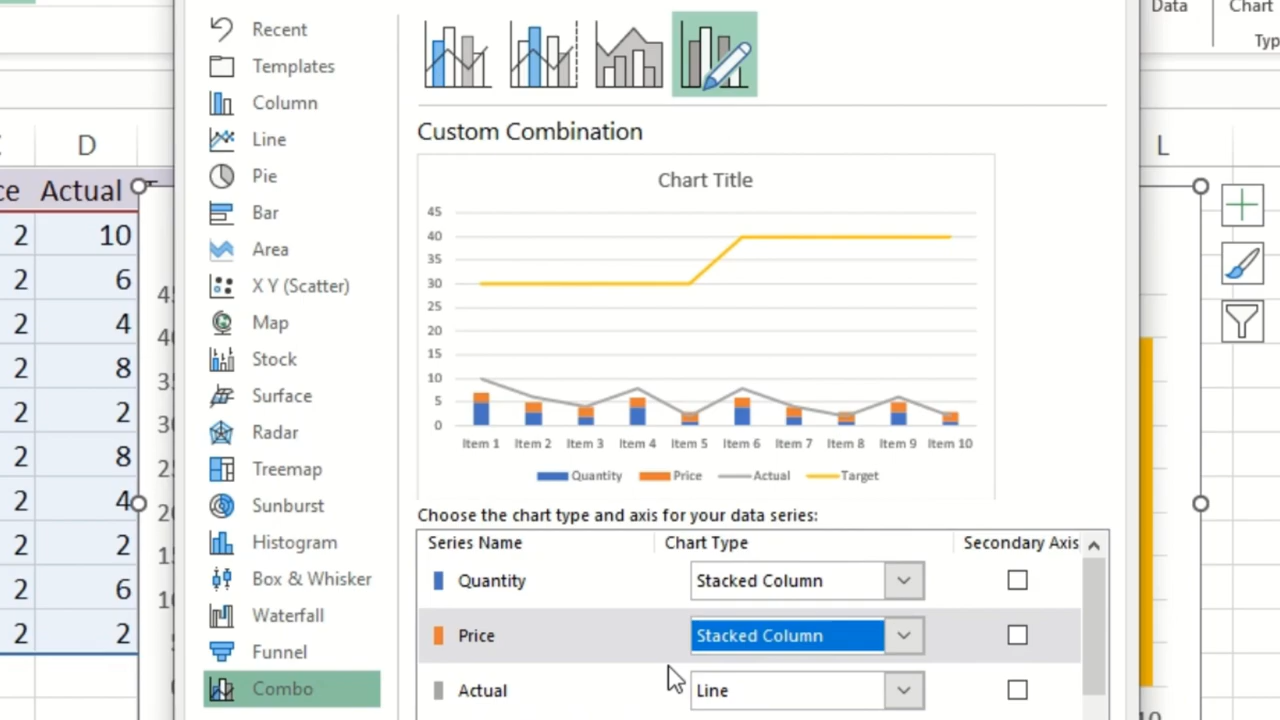 Recent
Templates
Column
Line
Pie
Bar
Area
X Y (Scatter)
Map
Stock
Surface
Radar
Treemap
Sunburst
Histogram
Box & Whisker
Waterfall
Funnel
Combo
Custom Combination
Chart Title
45
40
35
30
25
20
15
10
5
0
Item 1 Item 2 Item 3 Item 4 Item 5 Item 6 Item 7 Item 8 Item 9 Item 10
Quantity Price Actual Target
Choose the chart type and axis for your data series:
Series Name Chart Type Secondary Axis
Quantity Stacked Column
Price Stacked Column
Actual Line
D
Actual
2 10
2 6
2 4
2 8
2 2
2 8
2 4
2 2
2 6
2 2
Data Chart
L